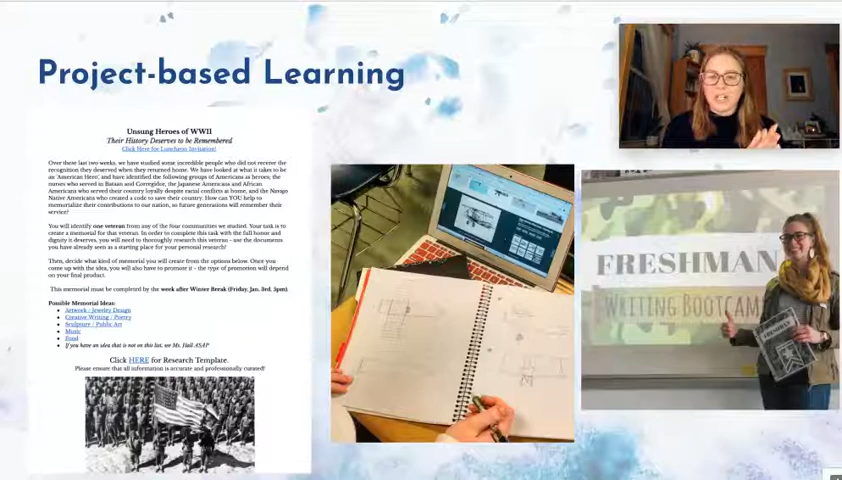 Project-based Learning
Unsung Heroes of WWII
Their History Deserves to be Remembered
Click Here for Luncheon Invitation!
Over these last two weeks, we have studied some incredible people who did not receive the
recognition they deserved when they returned home. We have looked at what it takes to be
an 'American Hero', and have identified the following groups of Americans as heroes; the
nurses who served in Bataan and Corregidor, the Japanese Americans and African
Americans who served their country loyally despite racial conflicts at home, and the Navajo
Native Americans who created a code to save their country. How can YOU help to
memorialize their contributions to our nation, so future generations will remember their
service?
You will identify one veteran from any of the four communities we studied. Your task is to
create a memorial for that veteran. In order to complete this task with the full honor and
dignity it deserves, you will need to thoroughly research this veteran - use the documents
you have already seen as a starting place for your personal research!
Then, decide what kind of memorial you will create from the options below. Once you
come up with the idea, you will also have to promote it - the type of promotion will depend
on your final product.
This memorial must be completed by the week after Winter Break (Friday, Jan. 3rd, 3pm).
Possible Memorial Ideas:
Artwork / Jewelry Design
Creative Writing / Poetry
Sculpture / Public Art
Music
Food
If you have an idea that is not on this list, see Ms. Hall ASAP!
Click HERE for Research Template.
Please ensure that all information is accurate and professionally curated!
FRESHMAN
WRITING BOOTCAM
FRESHMAN